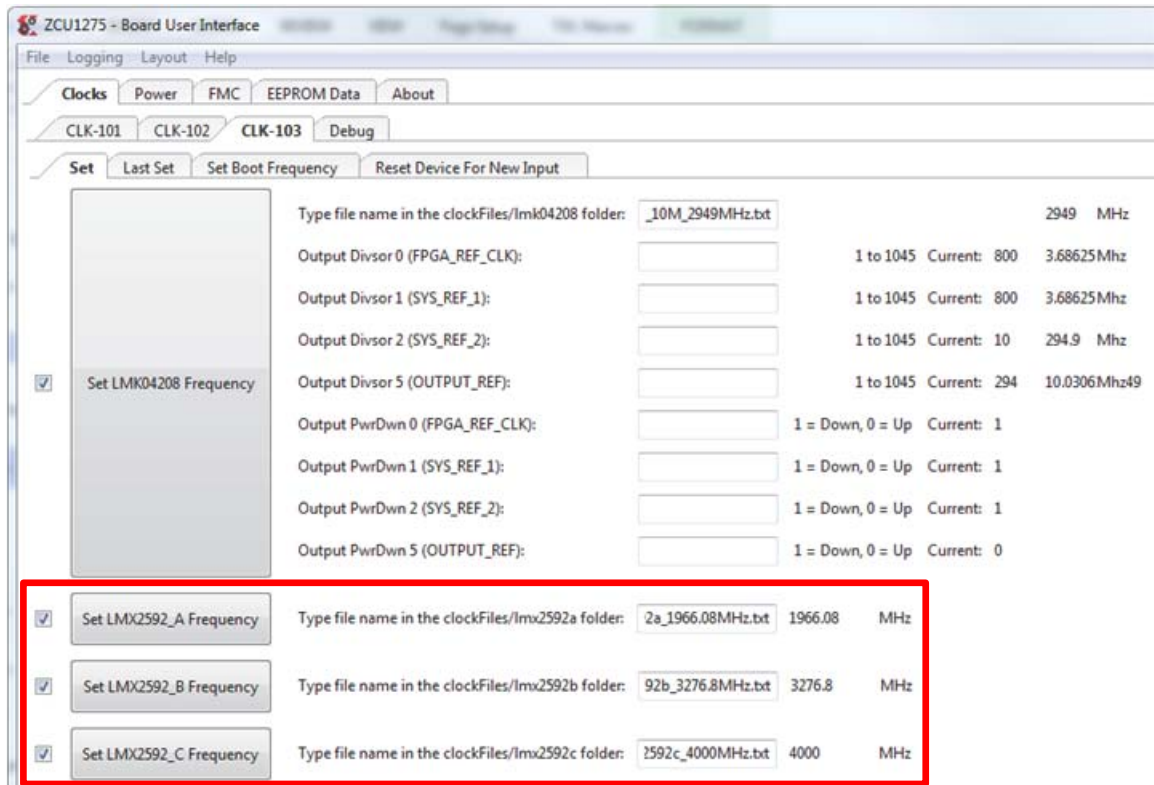 ZCU1275 - Board User Interface
File Logging Layout Help
Clocks Power FMC EEPROM Data About
CLK-101 CLK-102 CLK-103 Debug
Set Last Set Set Boot Frequency Reset Device For New Input
Type file name in the clockFiles/lmk04208 folder: _10M_2949MHz.txt 2949 MHz
Output Divsor 0 (FPGA_REF_CLK): 1 to 1045 Current: 800 3.68625Mhz
Output Divsor 1 (SYS_REF_1): 1 to 1045 Current: 800 3.68625Mhz
Output Divsor 2 (SYS_REF_2): 1 to 1045 Current: 10 294.9 Mhz
Set LMK04208 Frequency Output Divsor 5 (OUTPUT_REF): 1 to 1045 Current: 294 10.0306Mhz49
Output PwrDwn 0 (FPGA_REF_CLK): 1 = Down, 0 = Up Current: 1
Output PwrDwn 1 (SYS_REF_1): 1 = Down, 0 = Up Current: 1
Output PwrDwn 2 (SYS_REF_2): 1 = Down, 0 = Up Current: 1
Output PwrDwn 5 (OUTPUT_REF): 1 = Down, 0 = Up Current: 0
Set LMX2592_A Frequency Type file name in the clockFiles/lmx2592a folder: 2a_1966.08MHz.txt 1966.08 MHz
Set LMX2592_B Frequency Type file name in the clockFiles/lmx2592b folder: 92b_3276.8MHz.txt 3276.8 MHz
Set LMX2592_C Frequency Type file name in the clockFiles/lmx2592c folder: 2592c_4000MHz.txt 4000 MHz